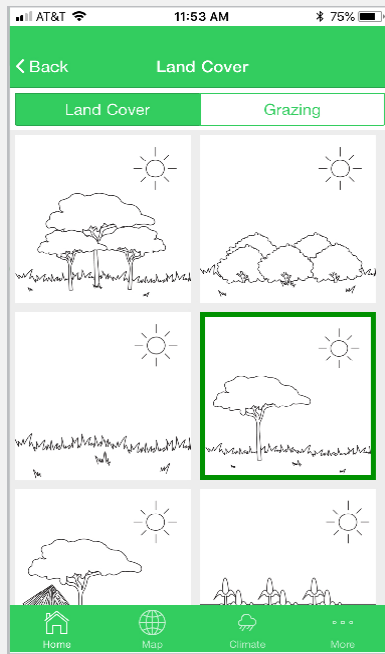 AT&T 11:53 AM 75%
Back Land Cover
Land Cover Grazing
Home Map Climate More